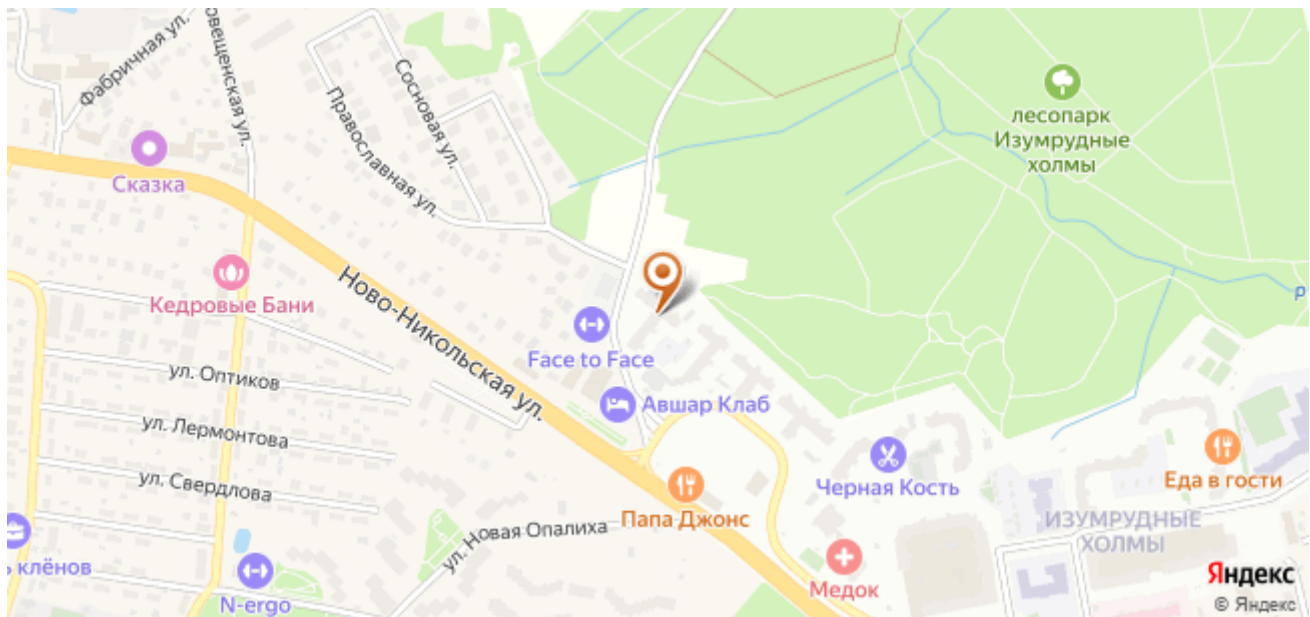 Фабричная ул.
Сосновая ул.
Православная ул.
лесопарк
Изумрудные
холмы
Сказка
Кедровые Бани
Ново-Никольская ул.
Face to Face
ул. Оптиков
Авшар Клаб
ул. Лермонтова
ул. Свердлова
Черная Кость
Еда в гости
Папа Джонс
ул. Новая Опалиха
ИЗУМРУДНЫЕ
ХОЛМЫ
клёнов
Медок
N-ergo
Яндекс
© Яндекс